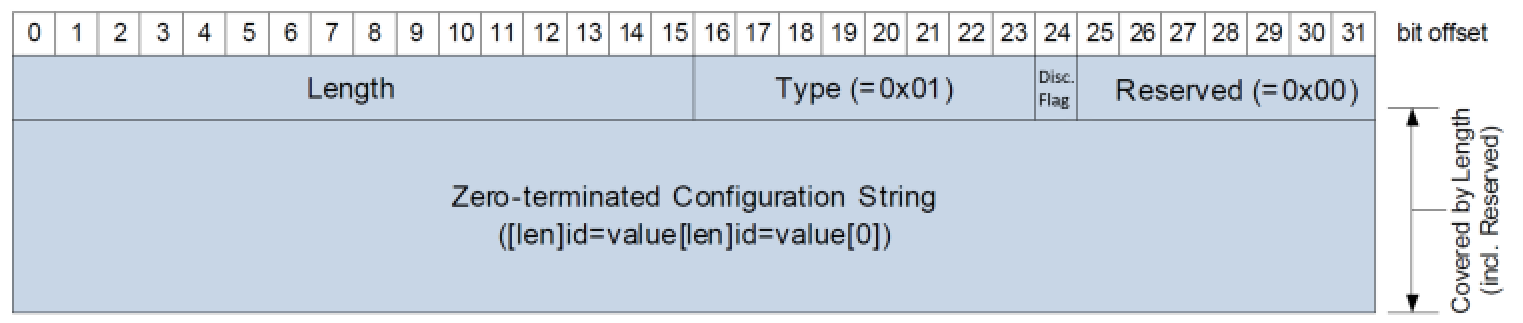 0 1 2 3 4 5 6 7 8 9 10 11 12 13 14 15 16 17 18 19 20 21 22 23 24 25 26 27 28 29 30 31 bit offset
Length
Type (=0x01)
Disc.
Flag
Reserved (=0x00)
Zero-terminated Configuration String
([len]id=value[len]id=value[0])
Covered by Length
(incl. Reserved)